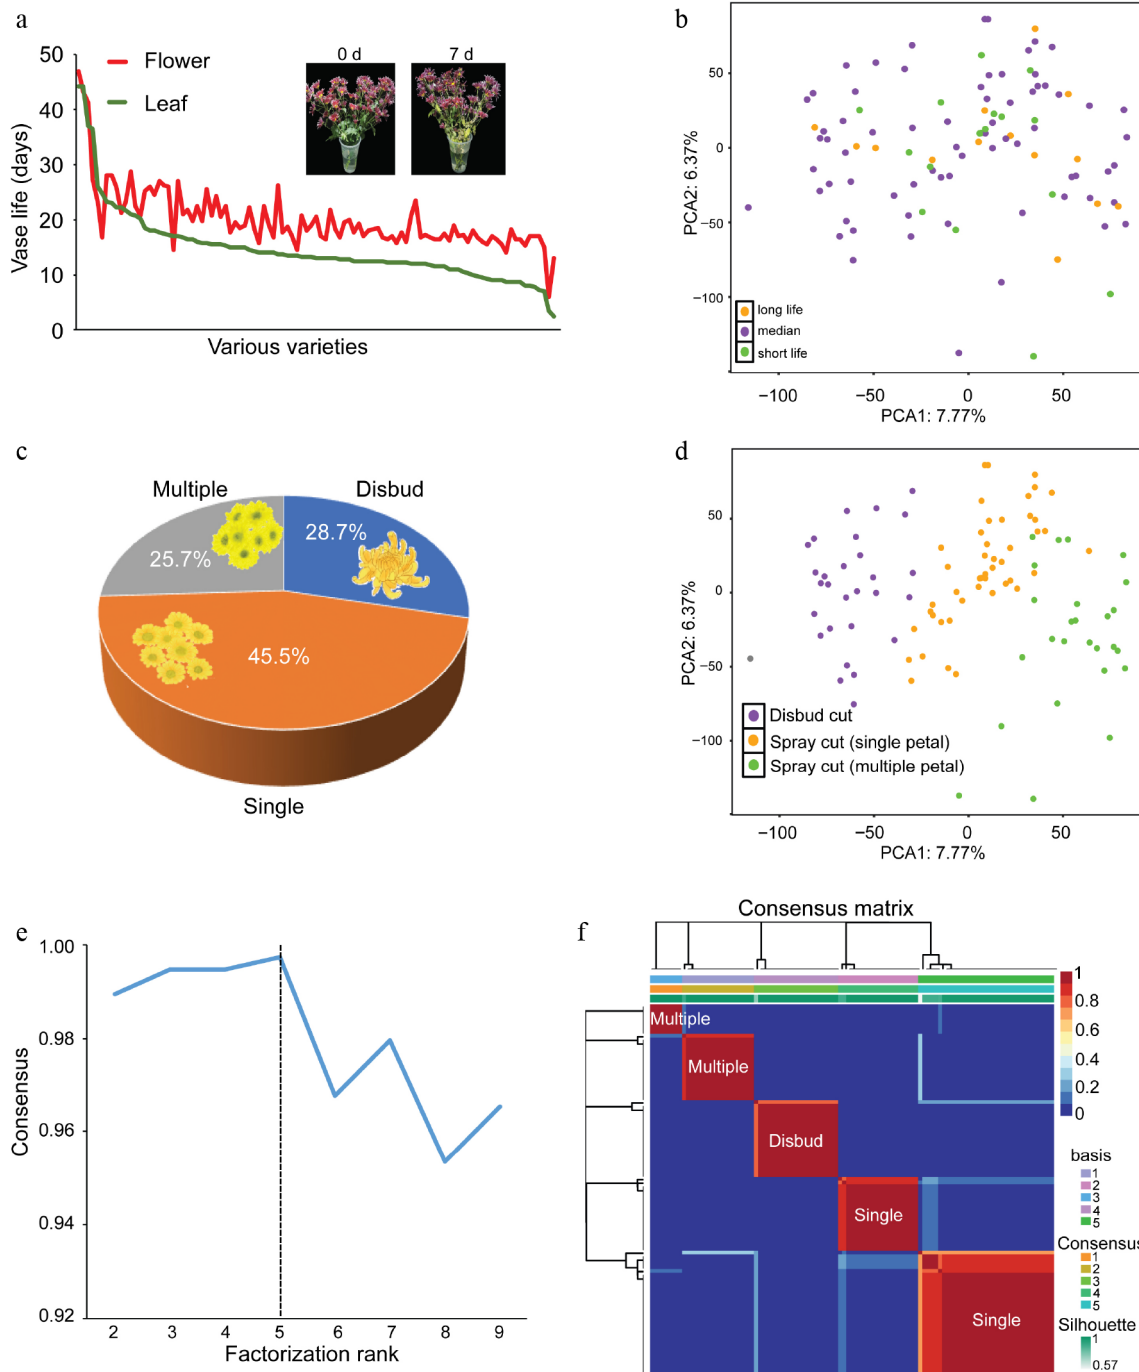 a
50
40
30
20
10
0
Vase life (days)
Flower
Leaf
0 d
7 d
Various varieties
b
50
0
−50
−100
PCA2: 6.37%
long life
median
short life
−100
−50
0
50
PCA1: 7.77%
c
Multiple
Disbud
25.7%
28.7%
45.5%
Single
d
50
0
−50
−100
PCA2: 6.37%
Disbud cut
Spray cut (single petal)
Spray cut (multiple petal)
−100
−50
0
50
PCA1: 7.77%
e
1.00
0.98
0.96
0.94
0.92
Consensus
2 3 4 5 6 7 8 9
Factorization rank
f
Consensus matrix
Multiple
Multiple
Disbud
Single
Single
1
0.8
0.6
0.4
0.2
0
basis
1
2
3
4
5
Consensus
1
2
3
4
5
Silhouette
1
0.57